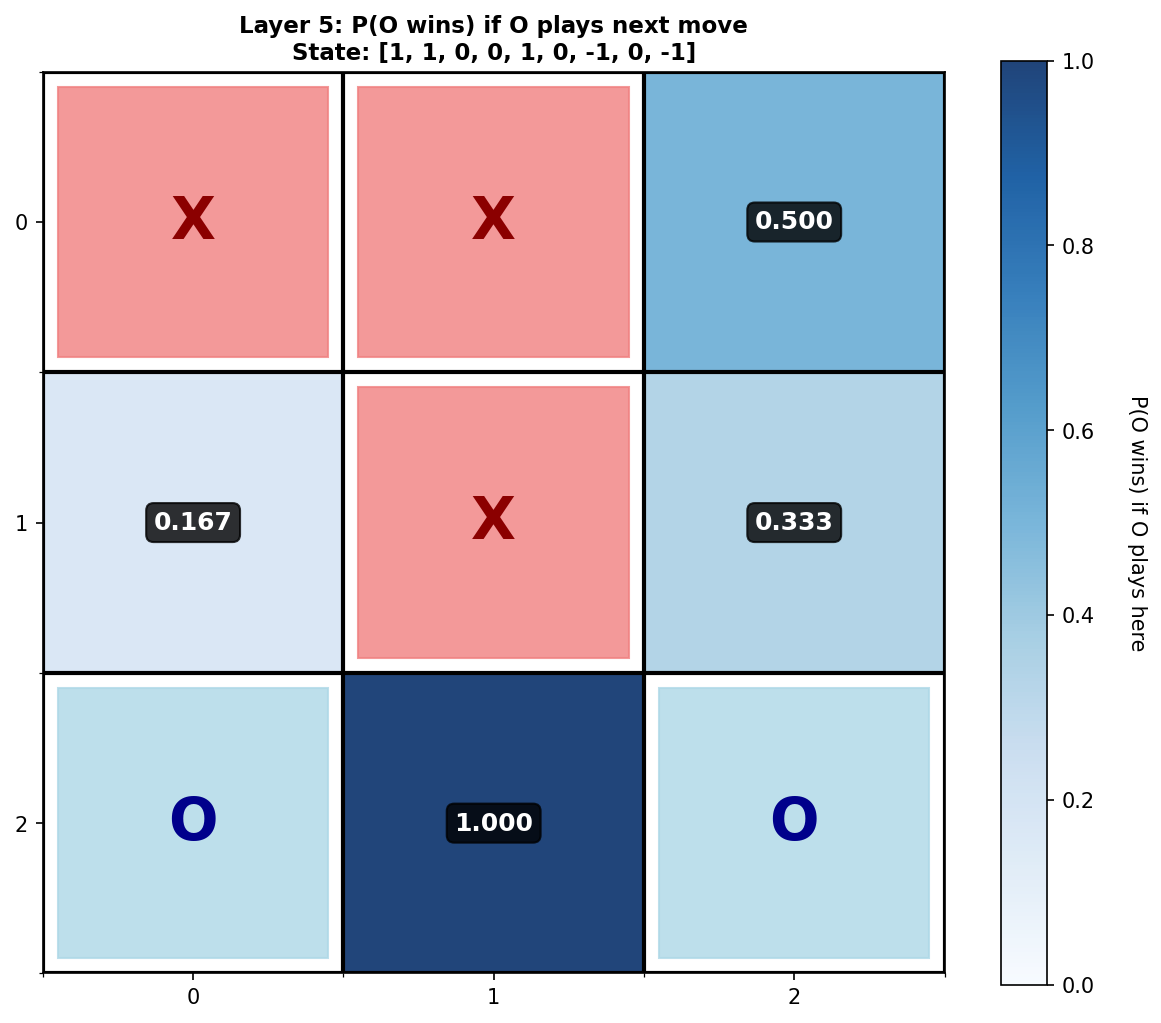 Layer 5: P(O wins) if O plays next move
State: [1, 1, 0, 0, 1, 0, -1, 0, -1]
0
X
X
0.500
1
0.167
X
0.333
2
O
1.000
O
0
1
2
1.0
0.8
0.6
0.4
0.2
0.0
P(O wins) if O plays here